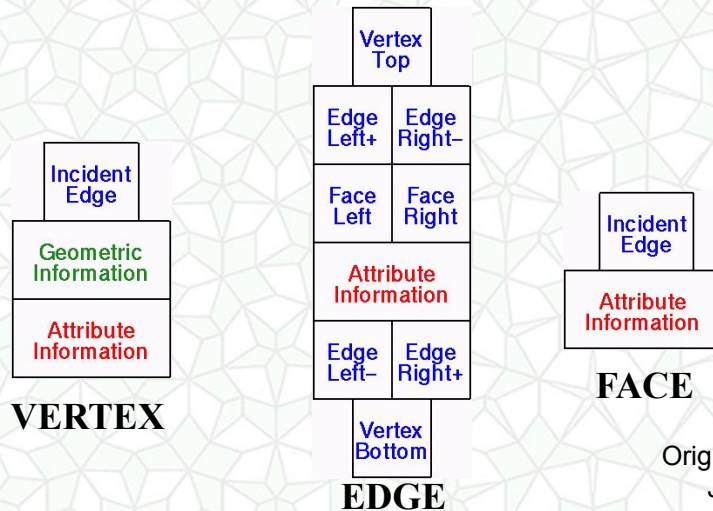 Incident
Edge
Geometric
Information
Attribute
Information
VERTEX
Vertex
Top
Edge
Left+
Edge
Right–
Face
Left
Face
Right
Attribute
Information
Edge
Left–
Edge
Right+
Vertex
Bottom
EDGE
Incident
Edge
Attribute
Information
FACE
Orig